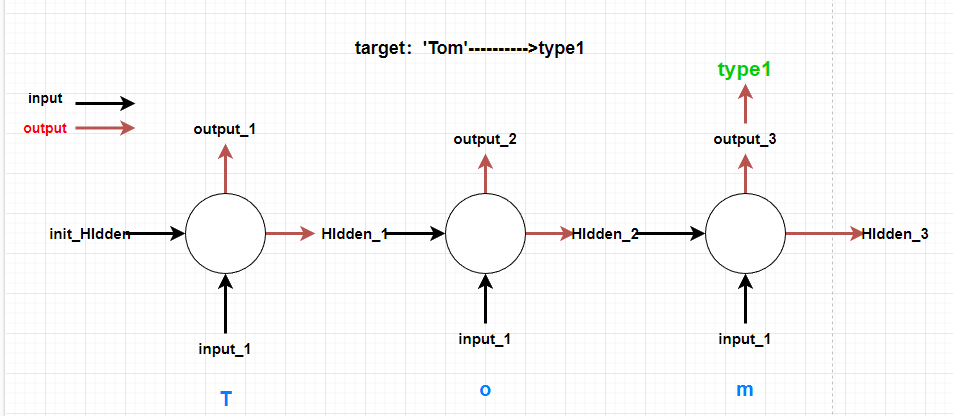 target: 'Tom'---------->type1
type1
input
output
output_1
output_2
output_3
init_HIdden
HIdden_1
HIdden_2
HIdden_3
input_1
input_1
input_1
T
o
m